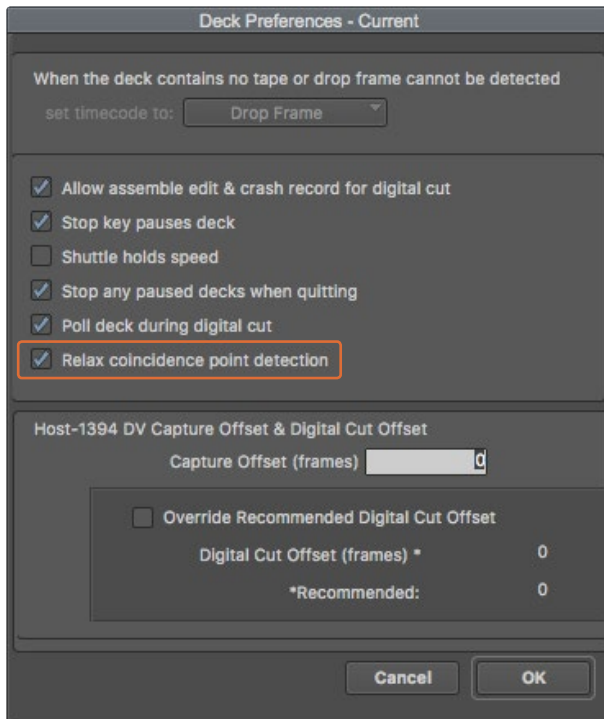 Deck Preferences - Current
When the deck contains no tape or drop frame cannot be detected
set timecode to: Drop Frame
Allow assemble edit & crash record for digital cut
Stop key pauses deck
Shuttle holds speed
Stop any paused decks when quitting
Poll deck during digital cut
Relax coincidence point detection
Host-1394 DV Capture Offset & Digital Cut Offset
Capture Offset (frames) 0
Override Recommended Digital Cut Offset
Digital Cut Offset (frames) * 0
*Recommended: 0
Cancel OK